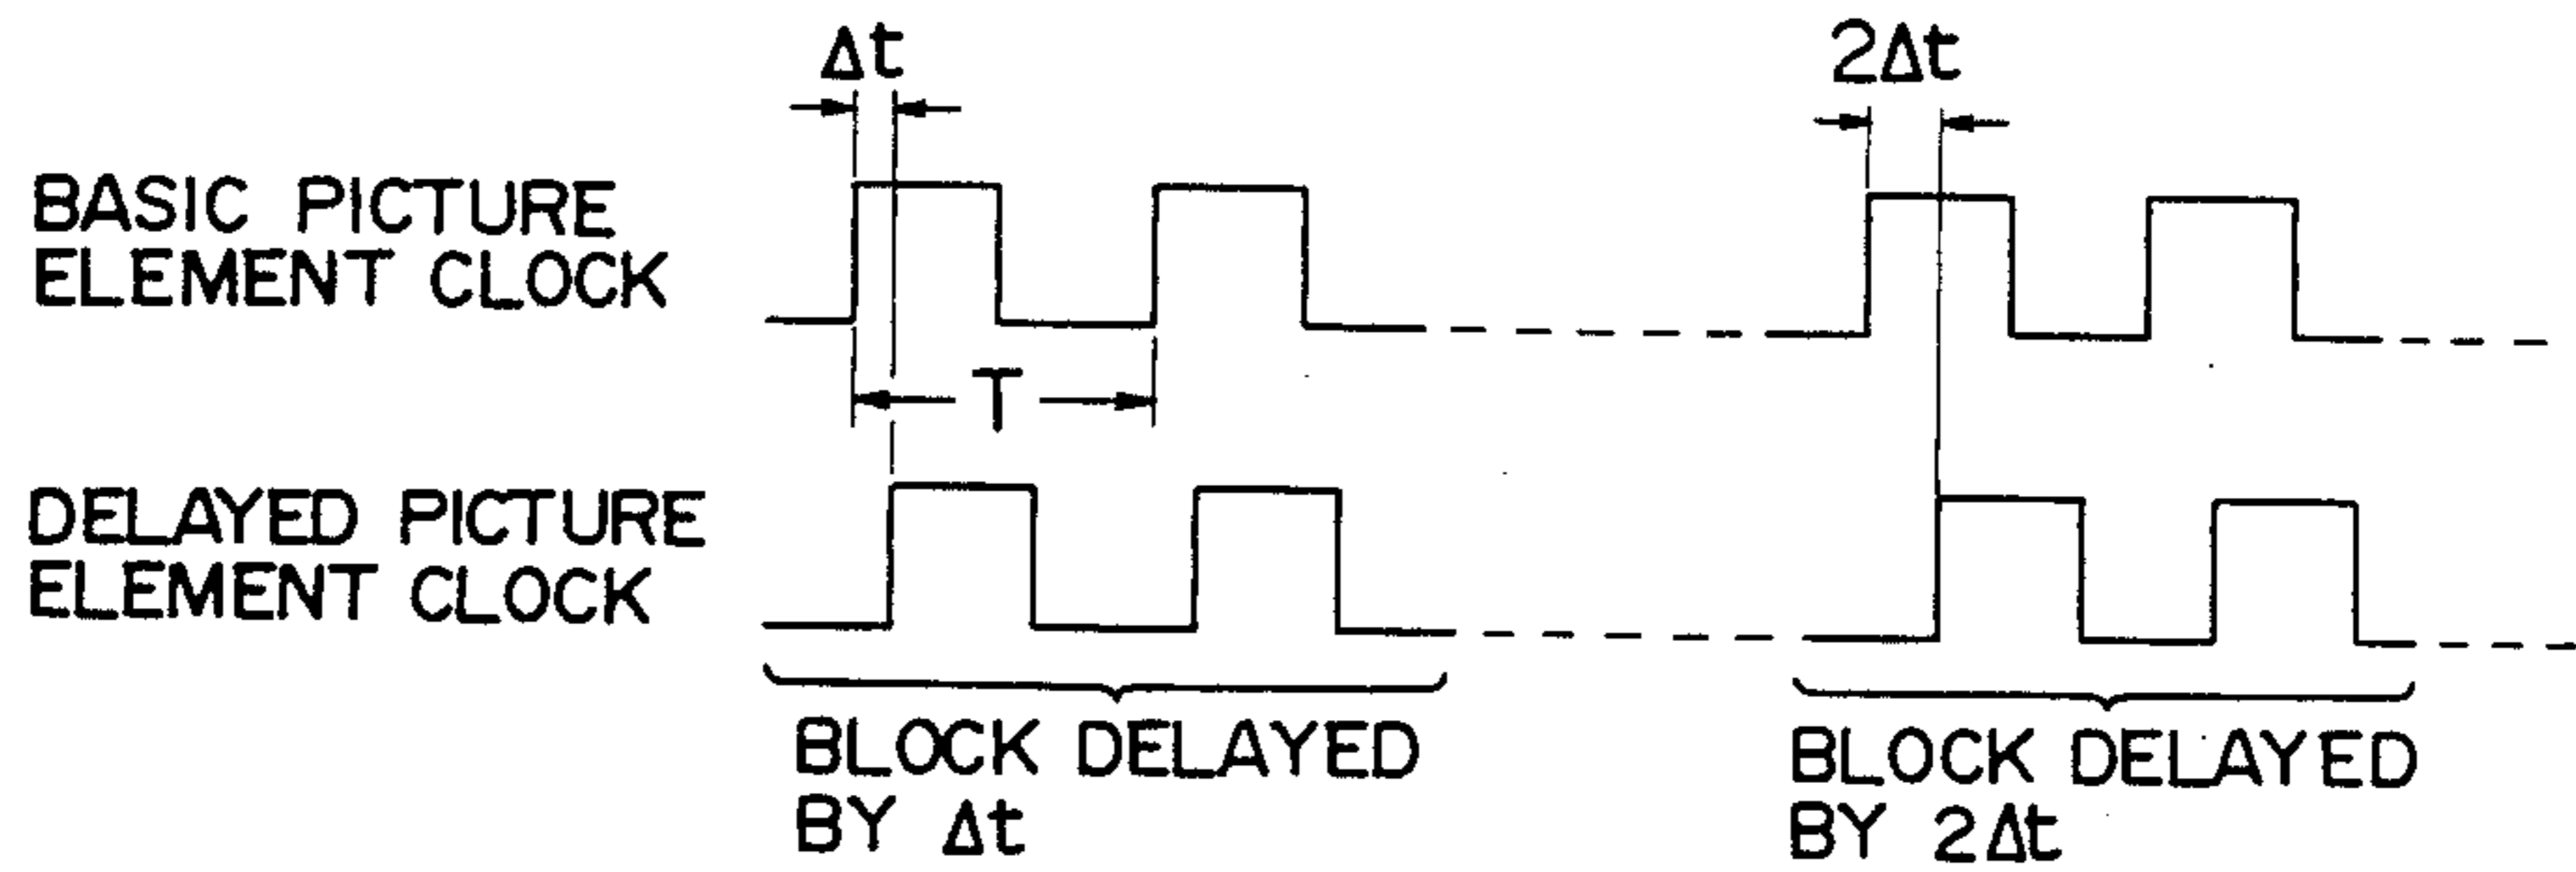 Δt
2Δt
BASIC PICTURE
ELEMENT CLOCK
T
DELAYED PICTURE
ELEMENT CLOCK
BLOCK DELAYED
BY Δt
BLOCK DELAYED
BY 2Δt